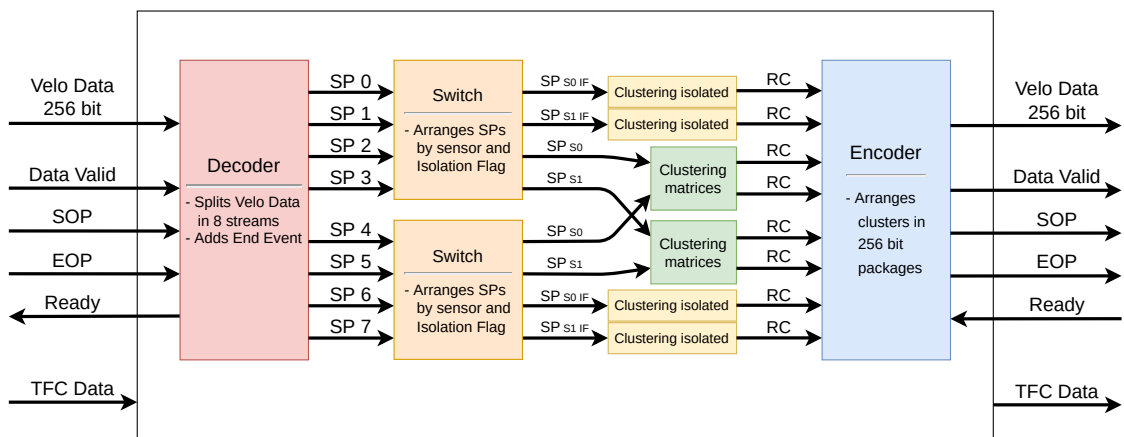 Velo Data
256 bit
Data Valid
SOP
EOP
Ready
TFC Data
Decoder
- Splits Velo Data
in 8 streams
- Adds End Event
SP 0
SP 1
SP 2
SP 3
SP 4
SP 5
SP 6
SP 7
Switch
- Arranges SPs
by sensor and
Isolation Flag
Switch
- Arranges SPs
by sensor and
Isolation Flag
SP S0 IF
SP S1 IF
SP S0
SP S1
SP S0
SP S1
SP S0 IF
SP S1 IF
Clustering isolated
Clustering isolated
Clustering
matrices
Clustering
matrices
Clustering isolated
Clustering isolated
RC
RC
RC
RC
RC
RC
RC
RC
Encoder
- Arranges
clusters in
256 bit
packages
Velo Data
256 bit
Data Valid
SOP
EOP
Ready
TFC Data